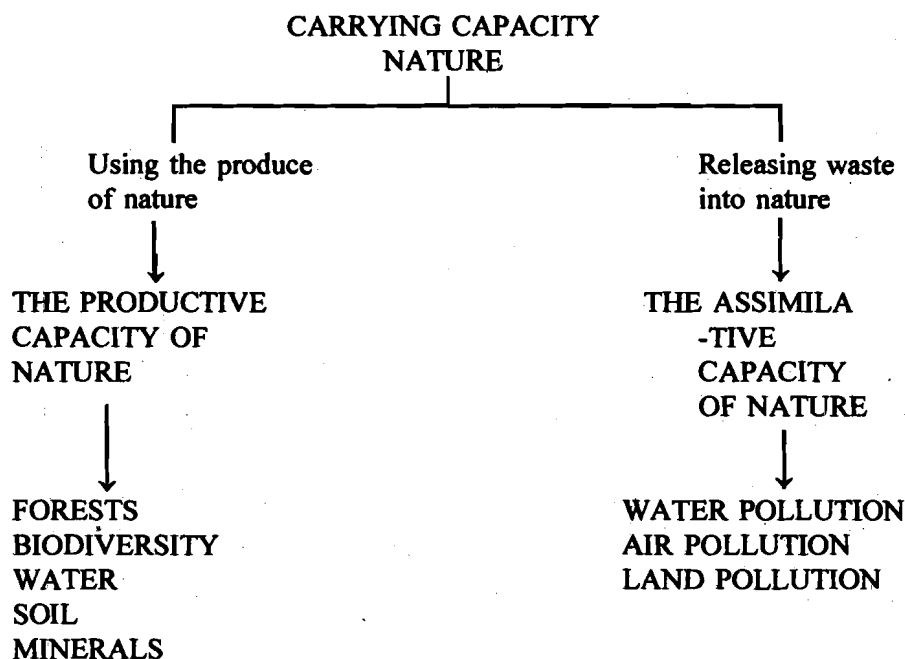 CARRYING CAPACITY
NATURE
Using the produce
of nature
THE PRODUCTIVE
CAPACITY OF
NATURE
FORESTS
BIODIVERSITY
WATER
SOIL
MINERALS
Releasing waste
into nature
THE ASSIMILA
-TIVE
CAPACITY
OF NATURE
WATER POLLUTION
AIR POLLUTION
LAND POLLUTION